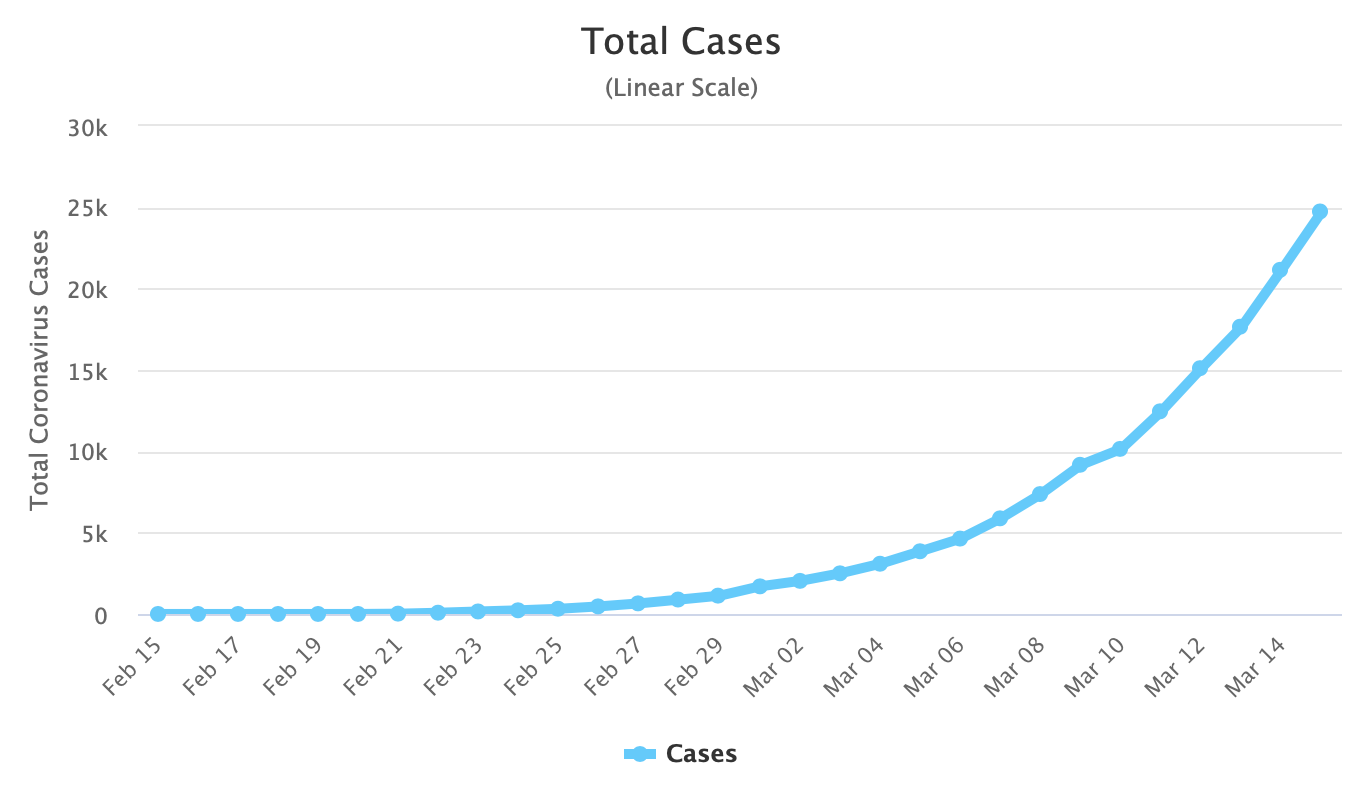 Total Cases
(Linear Scale)
Total Coronavirus Cases
30k
25k
20k
15k
10k
5k
0
Feb 15
Feb 17
Feb 19
Feb 21
Feb 23
Feb 25
Feb 27
Feb 29
Mar 02
Mar 04
Mar 06
Mar 08
Mar 10
Mar 12
Mar 14
Cases